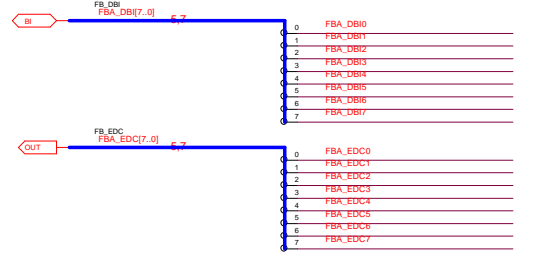 FB_DBI
BI
FBA_DBI[7..0]
5,7
0 FBA_DBI0
1 FBA_DBI1
2 FBA_DBI2
3 FBA_DBI3
4 FBA_DBI4
5 FBA_DBI5
6 FBA_DBI6
7 FBA_DBI7
FB_EDC
OUT
FBA_EDC[7..0]
5,7
0 FBA_EDC0
1 FBA_EDC1
2 FBA_EDC2
3 FBA_EDC3
4 FBA_EDC4
5 FBA_EDC5
6 FBA_EDC6
7 FBA_EDC7